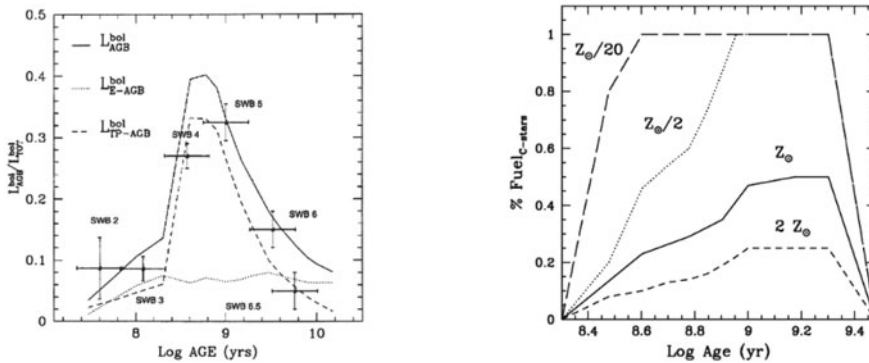 0.5
0.4
0.3
0.2
0.1
0
L^bol_AGB/L^bol_TOT.
L^bol_AGB
L^bol_E-AGB
L^bol_TP-AGB
SWB 5
SWB 4
SWB 2
SWB 6
SWB 3
SWB 6.5
8
9
10
Log AGE (yrs)
1
0.8
0.6
0.4
0.2
0
% Fuel_C-stars
Z⊙/20
Z⊙/2
Z⊙
2 Z⊙
8.4
8.6
8.8
9
9.2
9.4
Log Age (yr)